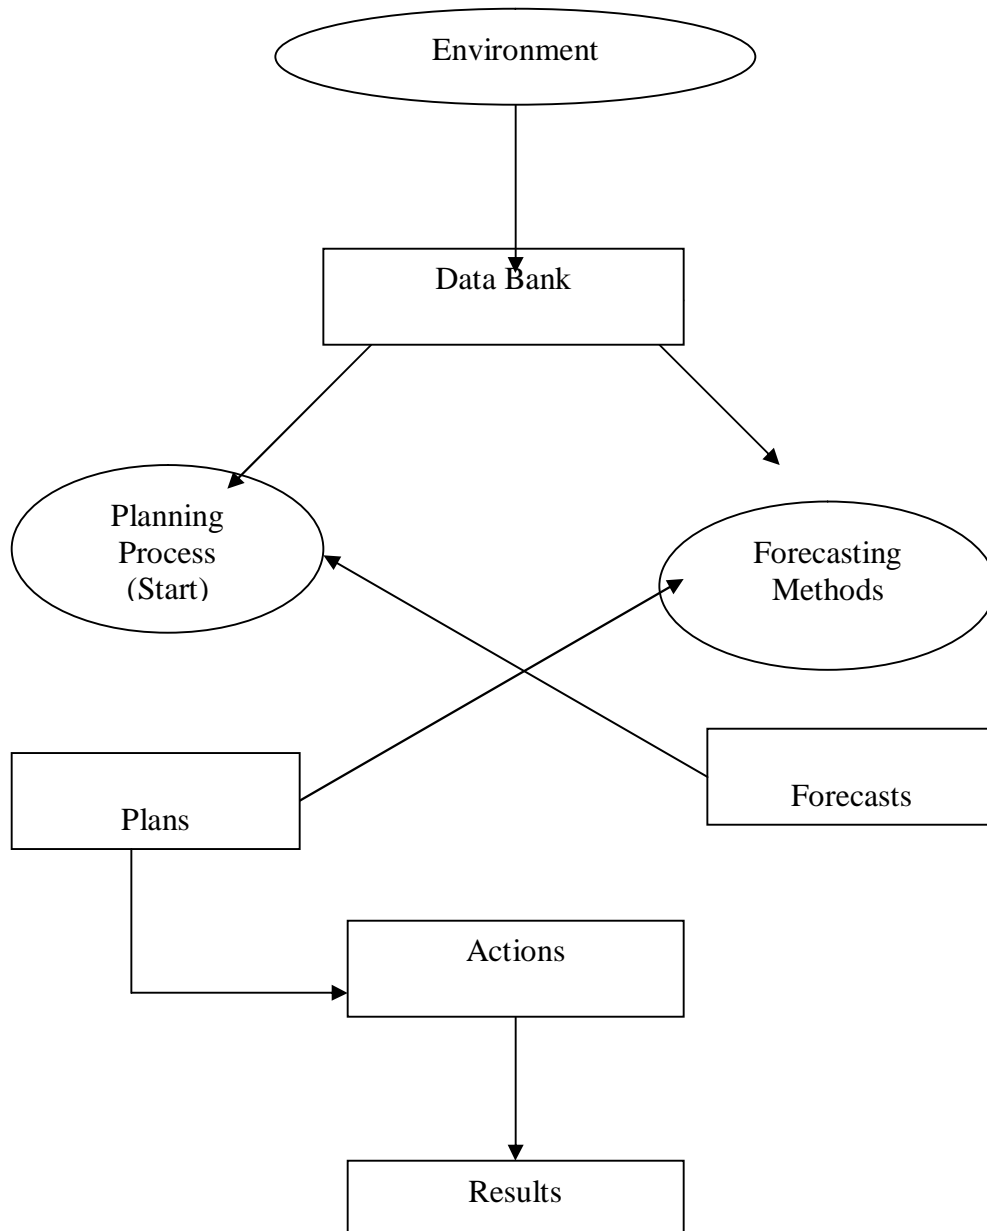 Environment
Data Bank
Planning
Process
(Start)
Forecasting
Methods
Plans
Forecasts
Actions
Results